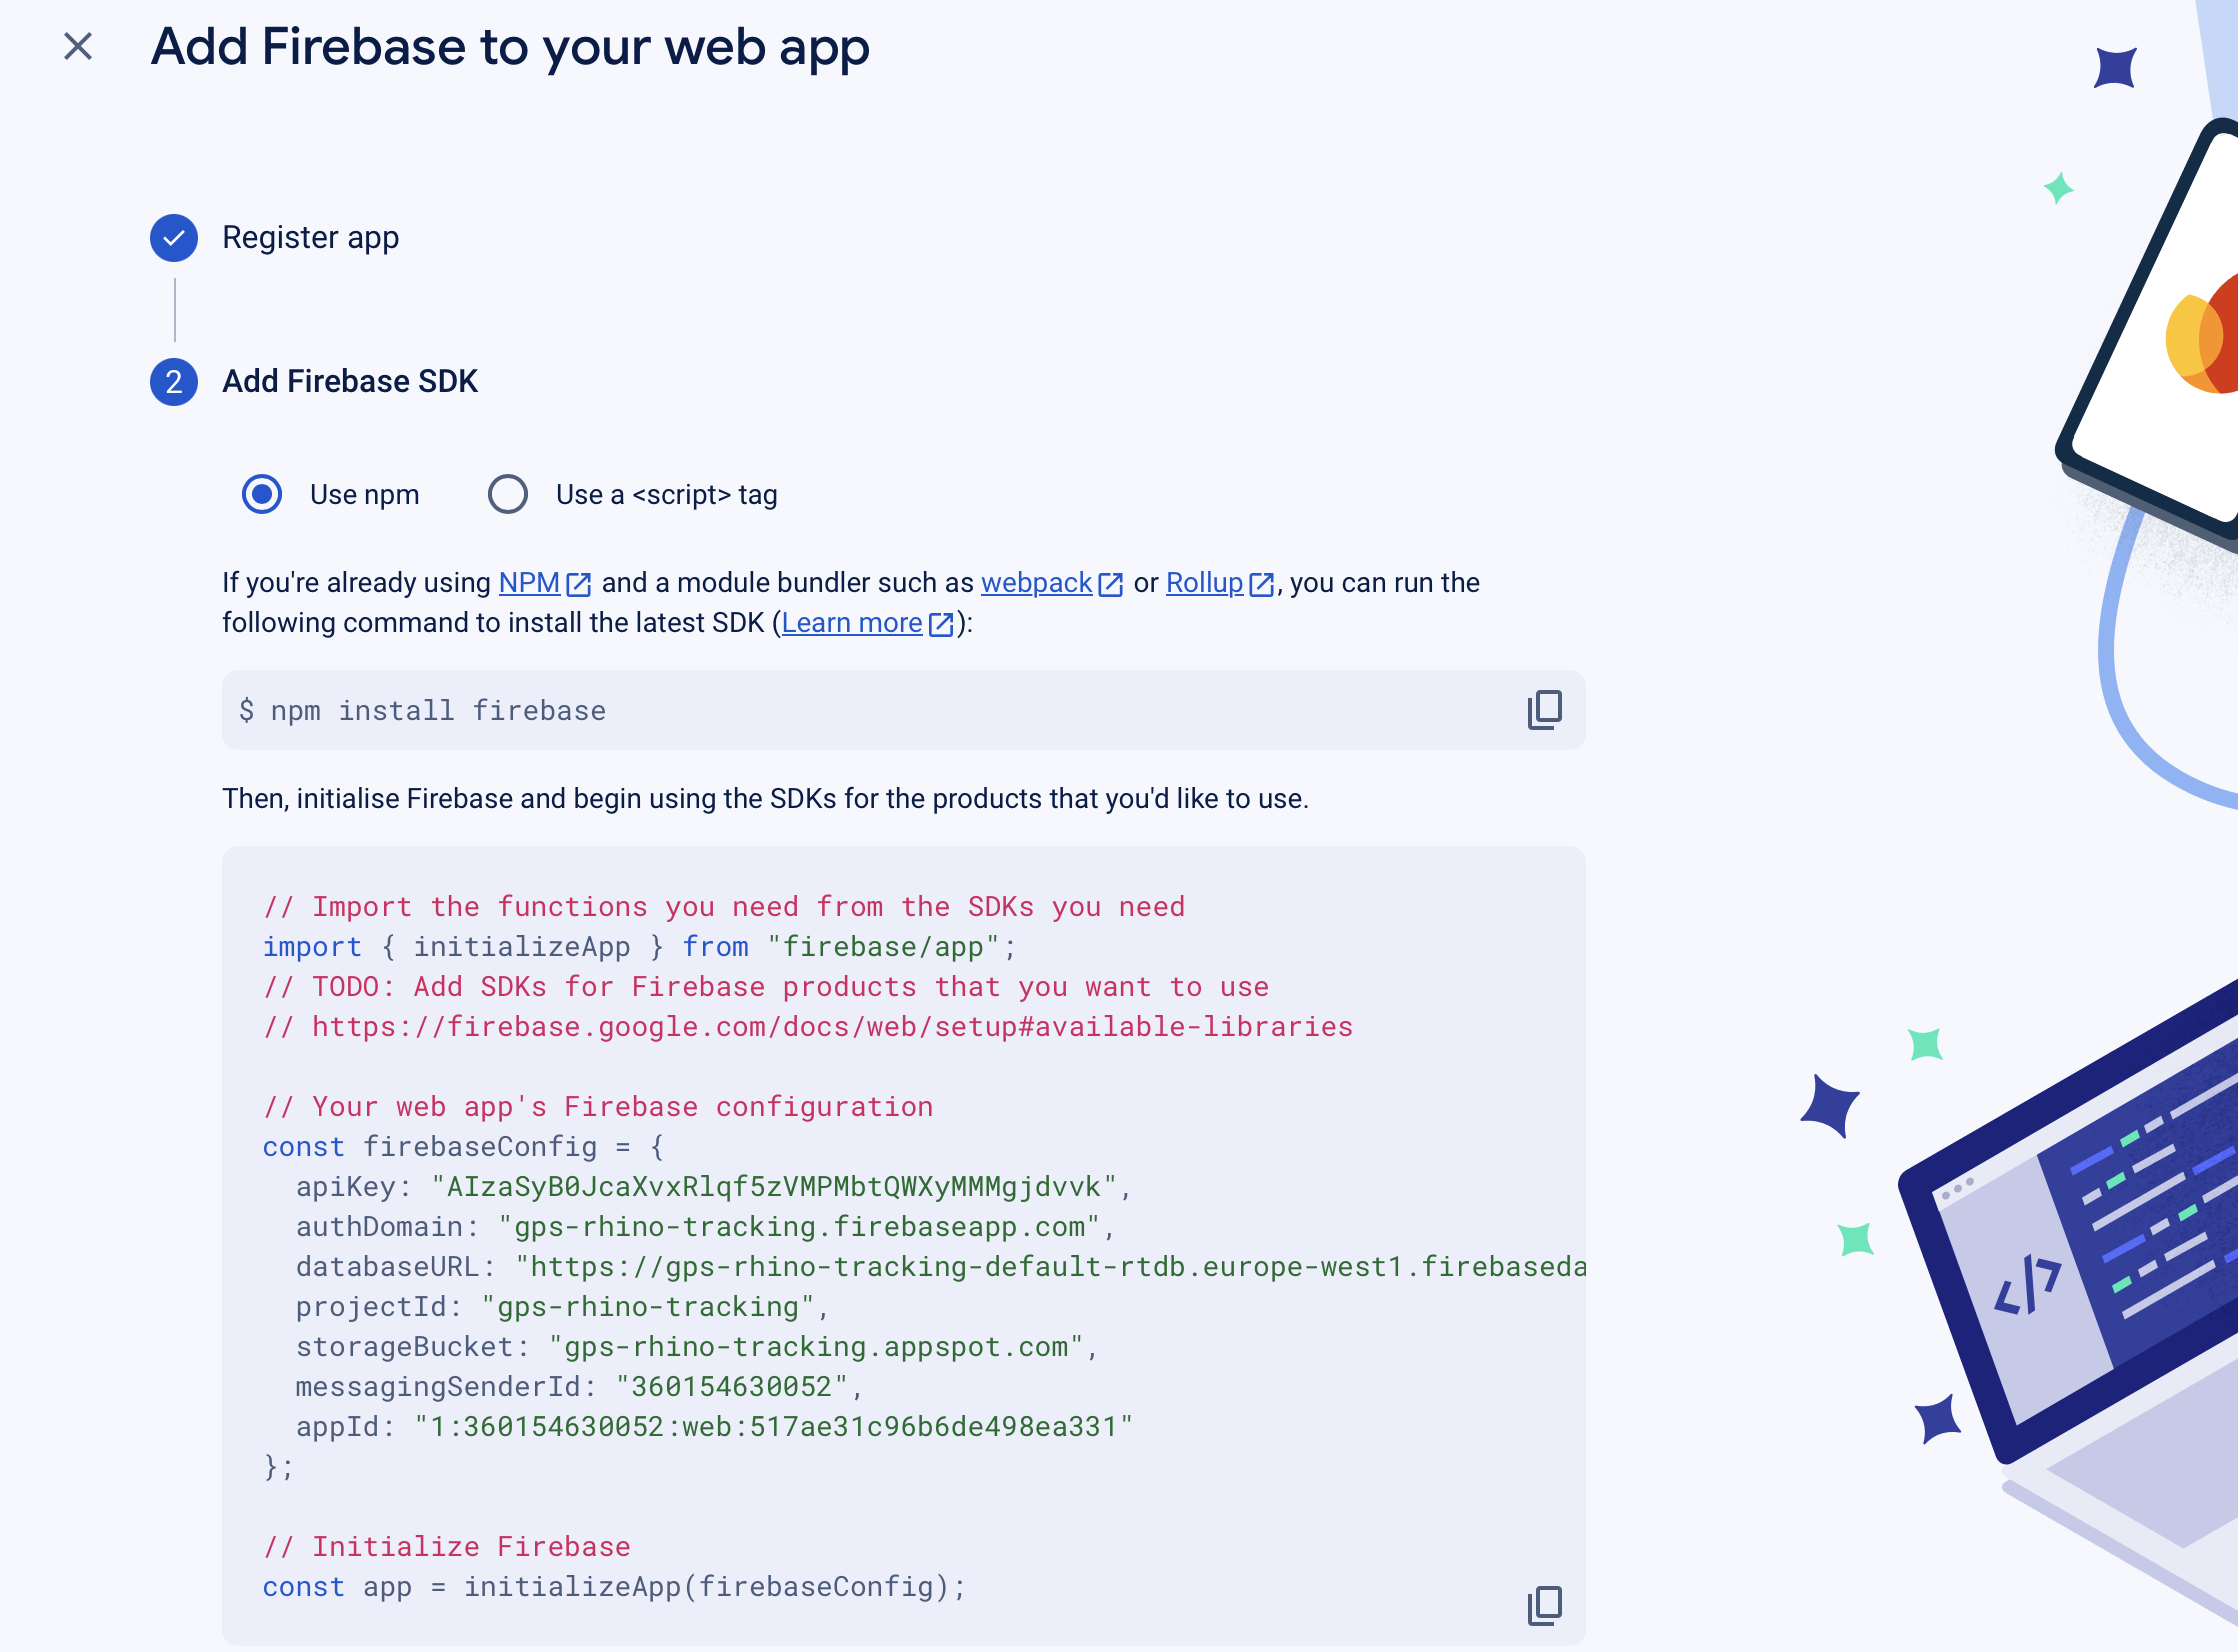 Add Firebase to your web app
Register app
2 Add Firebase SDK
Use npm Use a <script> tag
If you're already using NPM and a module bundler such as webpack or Rollup, you can run the
following command to install the latest SDK (Learn more):
$ npm install firebase
Then, initialise Firebase and begin using the SDKs for the products that you'd like to use.
// Import the functions you need from the SDKs you need
import { initializeApp } from "firebase/app";
// TODO: Add SDKs for Firebase products that you want to use
// https://firebase.google.com/docs/web/setup#available-libraries
// Your web app's Firebase configuration
const firebaseConfig = {
  apiKey: "AIzaSyB0JcaXvxRlqf5zVMPMbtQWXyMMMgjdvvk",
  authDomain: "gps-rhino-tracking.firebaseapp.com",
  databaseURL: "https://gps-rhino-tracking-default-rtdb.europe-west1.firebaseda
  projectId: "gps-rhino-tracking",
  storageBucket: "gps-rhino-tracking.appspot.com",
  messagingSenderId: "360154630052",
  appId: "1:360154630052:web:517ae31c96b6de498ea331"
};
// Initialize Firebase
const app = initializeApp(firebaseConfig);
</>